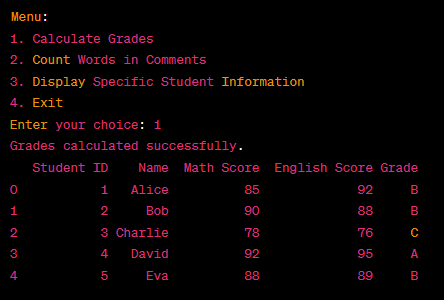 Menu:
1. Calculate Grades
2. Count Words in Comments
3. Display Specific Student Information
4. Exit
Enter your choice: 1
Grades calculated successfully.
Student ID Name Math Score English Score Grade
0 1 Alice 85 92 B
1 2 Bob 90 88 B
2 3 Charlie 78 76 C
3 4 David 92 95 A
4 5 Eva 88 89 B